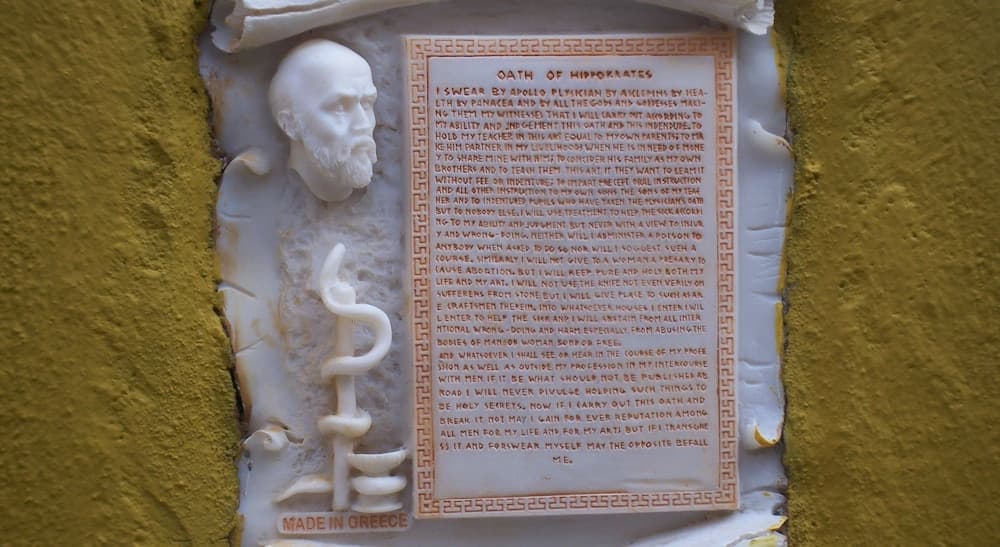 OATH OF HIPPOKRATES
I SWEAR BY APOLLO PLYSICIAN BY ASCLEPIUS BY HEA-
LTH BY PANACEA AND BY ALL THE GODS AND GODDESES MAKI-
NG THEM MY WITNESSES THAT I WILL CARRY OUT ACCORDING TO
MY ABILITY AND JNDGEMENT THIS OATH AND THIS INDENDURE. TO
HOLD MY TEACHER IN THIS ART EQUAL TO MY OWN PARENTS; TO MA
KE HIM PARTNER IN MY LIVELIHOOD; WHEN HE IS IN NEED OF MONE
Y TO SHARE MINE WITH HIM; TO CONSIDER HIS FAMILY AS MY OWN
BROTHERS AND TO TEACH THEM THIS ART IF THEY WANT TO LEARN IT
WITHOUT FEE OR INDENTURE; TO IMPART ORAL INSTRUCTION
AND ALL OTHER INSTRUCTION TO MY OWN SONS THE SONS OF MY TEAC
HER AND TO INDENTURED PUPILS WHO HAVE TAKEN THE PHYSICIAN'S OATH
BUT TO NOBODY ELSE. I WILL USE TREATMENT TO HELP THE SICK ACCORDI
NG TO MY ABILITY AND JUDGMENT BUT NEVER WITH A VIEW TO INJUR
Y AND WRONG-DOING. NEITHER WILL I ADMINISTER A POISON TO
ANYBODY WHEN ASKED TO DO SO NOR WILL I SUGGEST SUCH A
COURSE. SIMILARLY I WILL NOT GIVE TO A WOMAN A PRESARY TO
CAUSE ABORTION. BUT I WILL KEEP PURE AND HOLY BOTH MY
LIFE AND MY ART. I WILL NOT USE THE KNIFE NOT EVEN VERILY ON
SUFFERENS FROM STONE BUT I WILL GIVE PLACE TO SUCH AS AR
E CRAFTSMEN THEREIN. INTO WHATSOEVER HOUSES I ENTER I WIL
L ENTER TO HELP THE SICK AND I WILL ANSTAIN FROM ALL INTER
NTIONAL WRONG-DOING AND HARM ESPECIALLY FROM ABUSING THE
BODIES OF MAN OR WOMAN, BOND OR FREE.
AND WHATSOEVER I SHALL SEE OR HEAR IN THE COURSE OF MY PROFE
SSION AS WELL AS OUTSIDE MY PROFESSION IN MY INTERCOURSE
WITH MEN IF IT BE WHAT SHOULD NOT BE PUBLISHED AB
ROAD I WILL NEVER DIVULGE HOLDING SUCH THINGS TO
BE HOLY SECRETS. NOW IF I CARRY OUT THIS OATH AND
BREAK IT NOT MAY I GAIN FOR EVER REPUTATION AMONG
ALL MEN FOR MY LIFE AND FOR MY ART; BUT IF I TRANSGRE
SS IT AND FORSWEAR MYSELF MAY THE OPPOSITE BEFALL
ME.
MADE IN GREECE